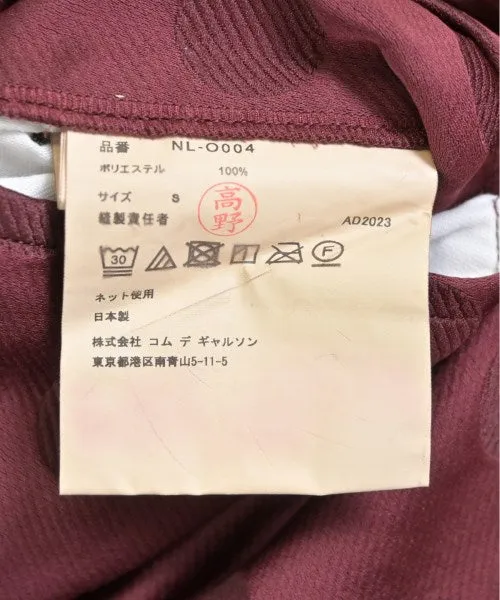 品番 NL-O004
ポリエステル 100%
サイズ S
高野
縫製責任者
AD2023
30
F
ネット使用
日本製
株式会社 コム デ ギャルソン
東京都港区南青山5-11-5